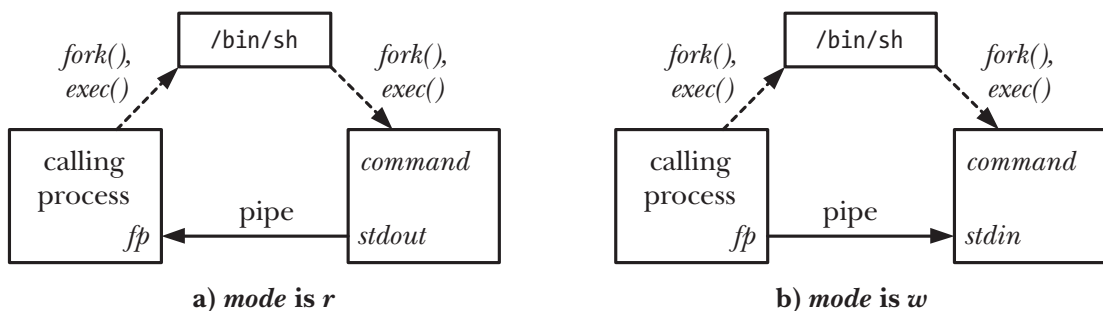 /bin/sh
fork(),
exec()
fork(),
exec()
calling
process
fp
pipe
command
stdout
a) mode is r
/bin/sh
fork(),
exec()
fork(),
exec()
calling
process
fp
pipe
command
stdin
b) mode is w